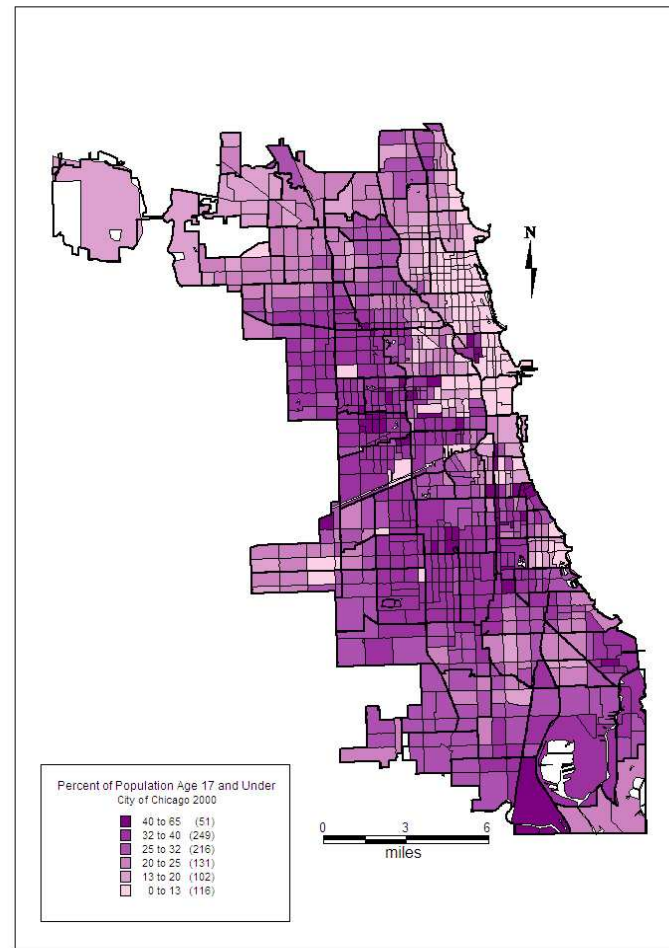 N
Percent of Population Age 17 and Under
City of Chicago 2000
40 to 65 (51)
32 to 40 (249)
25 to 32 (216)
20 to 25 (131)
13 to 20 (102)
0 to 13 (116)
0 3 6
miles